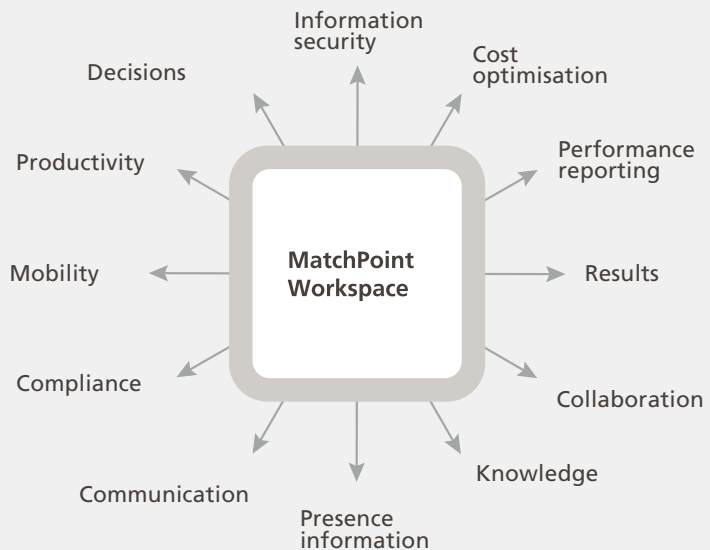 Information
security
Cost
optimisation
Decisions
Performance
reporting
Productivity
MatchPoint
Workspace
Mobility
Results
Compliance
Collaboration
Knowledge
Communication
Presence
information